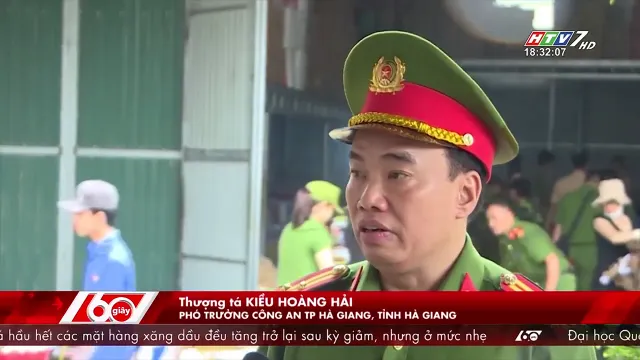 HTV7 HD
18:32:07
60 giây
Thượng tá KIỀU HOÀNG HẢI
PHÓ TRƯỞNG CÔNG AN TP HÀ GIANG, TỈNH HÀ GIANG
á hầu hết các mặt hàng xăng dầu đều tăng trở lại sau kỳ giảm, nhưng ở mức nhẹ 60 Đại học Qu